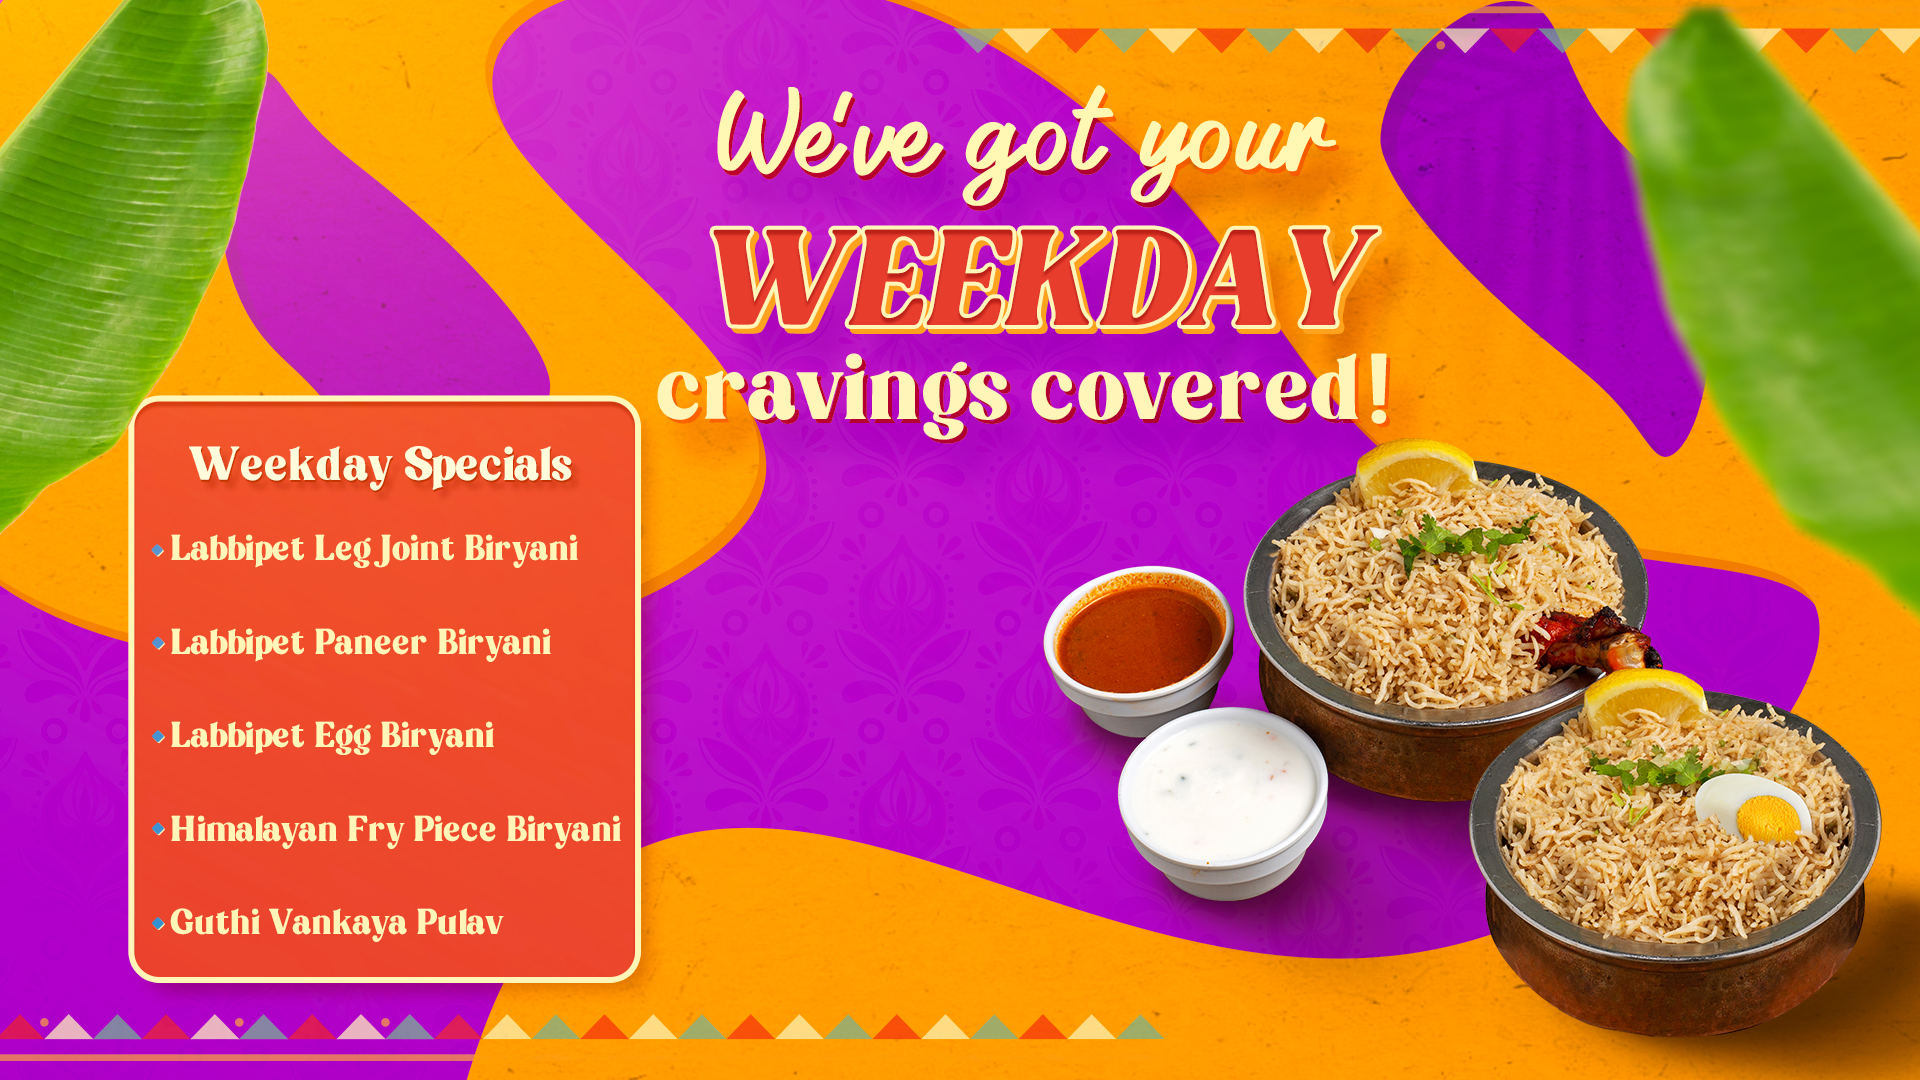 We've got your
WEEKDAY
cravings covered!
Weekday Specials
Labbipet Leg Joint Biryani
Labbipet Paneer Biryani
Labbipet Egg Biryani
Himalayan Fry Piece Biryani
Guthi Vankaya Pulav